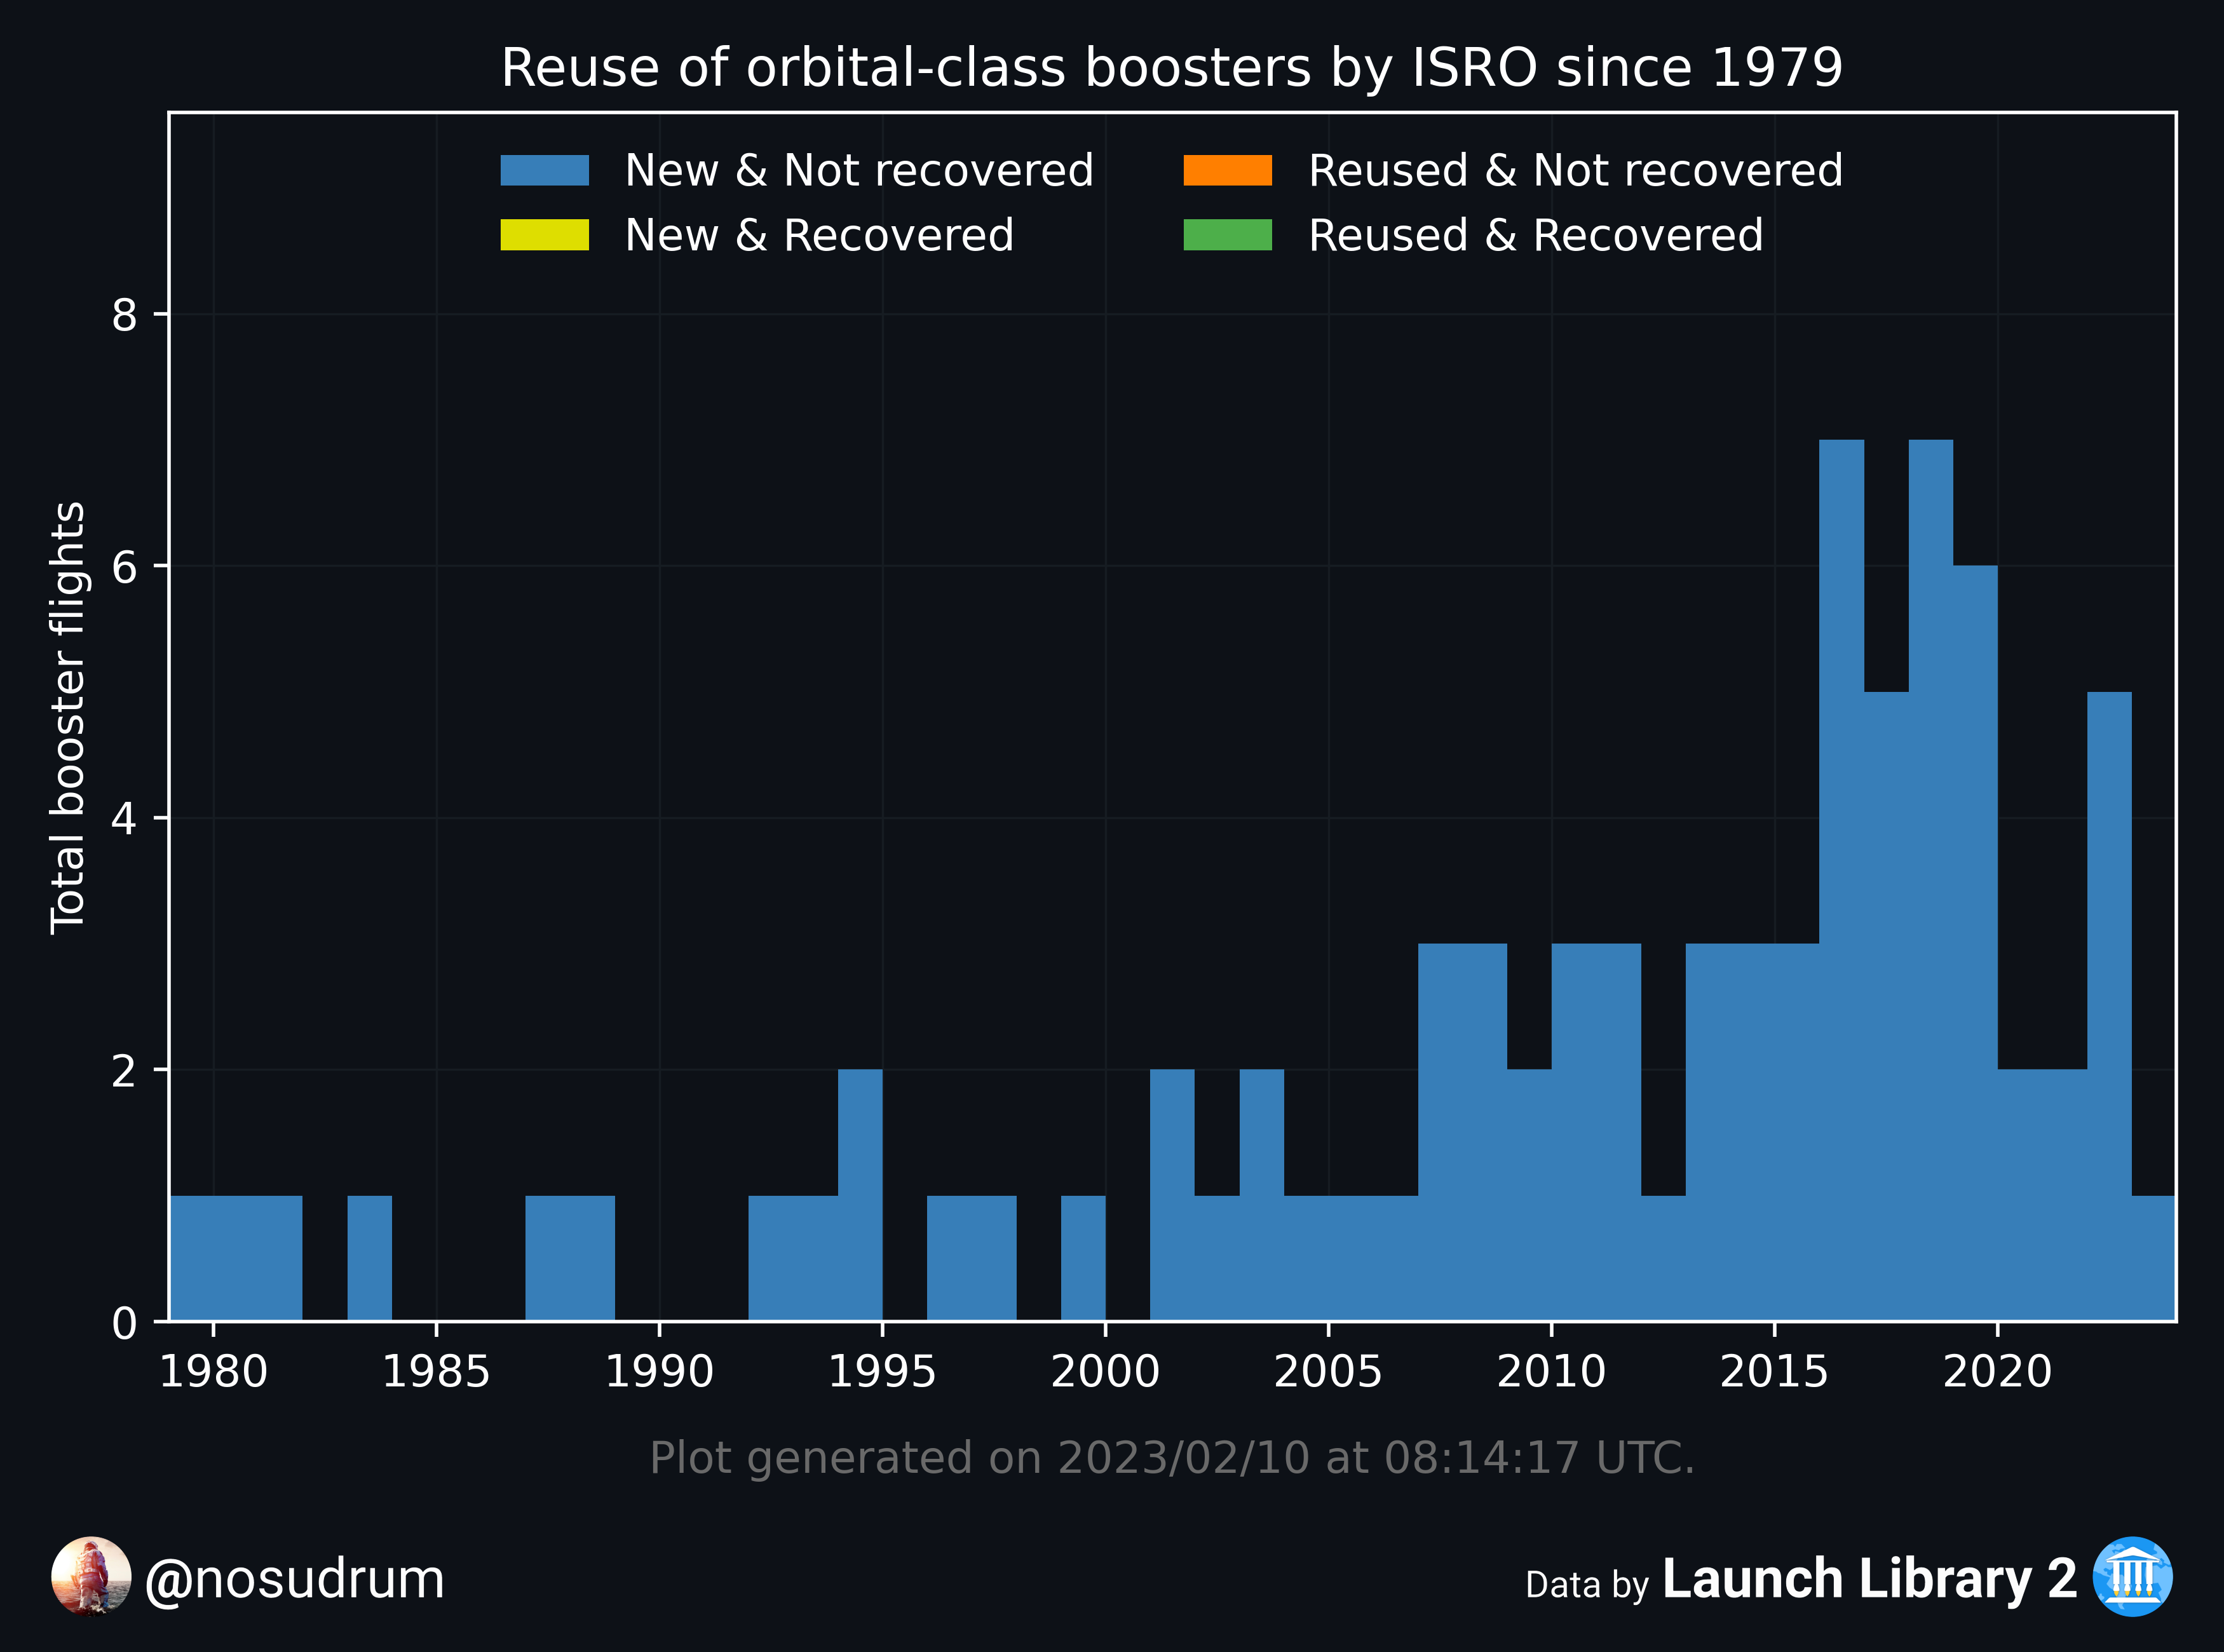 Reuse of orbital-class boosters by ISRO since 1979
New & Not recovered
New & Recovered
Reused & Not recovered
Reused & Recovered
Total booster flights
8
6
4
2
0
1980 1985 1990 1995 2000 2005 2010 2015 2020
Plot generated on 2023/02/10 at 08:14:17 UTC.
@nosudrum
Data by Launch Library 2